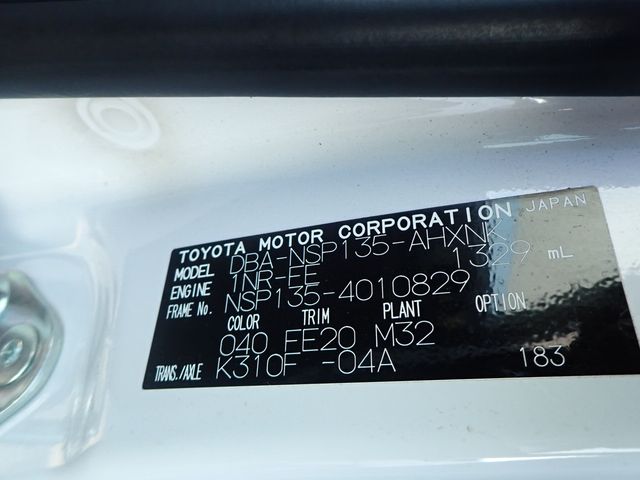 TOYOTA MOTOR CORPORATION JAPAN
MODEL DBA-NSP135-AHXNK
ENGINE 1NR-FE 1329 mL
FRAME No. NSP135-4010829
COLOR TRIM PLANT OPTION
040 FE20 M32
TRANS./AXLE K310F -04A 183